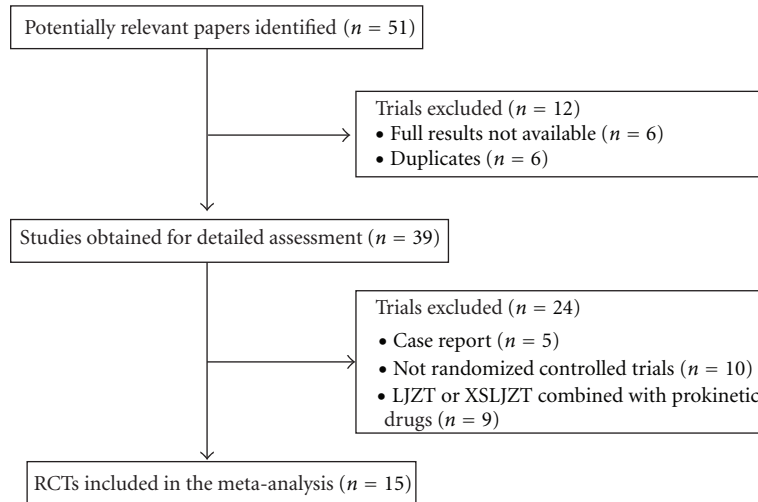 Potentially relevant papers identified (n = 51)
Trials excluded (n = 12)
• Full results not available (n = 6)
• Duplicates (n = 6)
Studies obtained for detailed assessment (n = 39)
Trials excluded (n = 24)
• Case report (n = 5)
• Not randomized controlled trials (n = 10)
• LJZT or XSLJZT combined with prokinetic
drugs (n = 9)
RCTs included in the meta-analysis (n = 15)